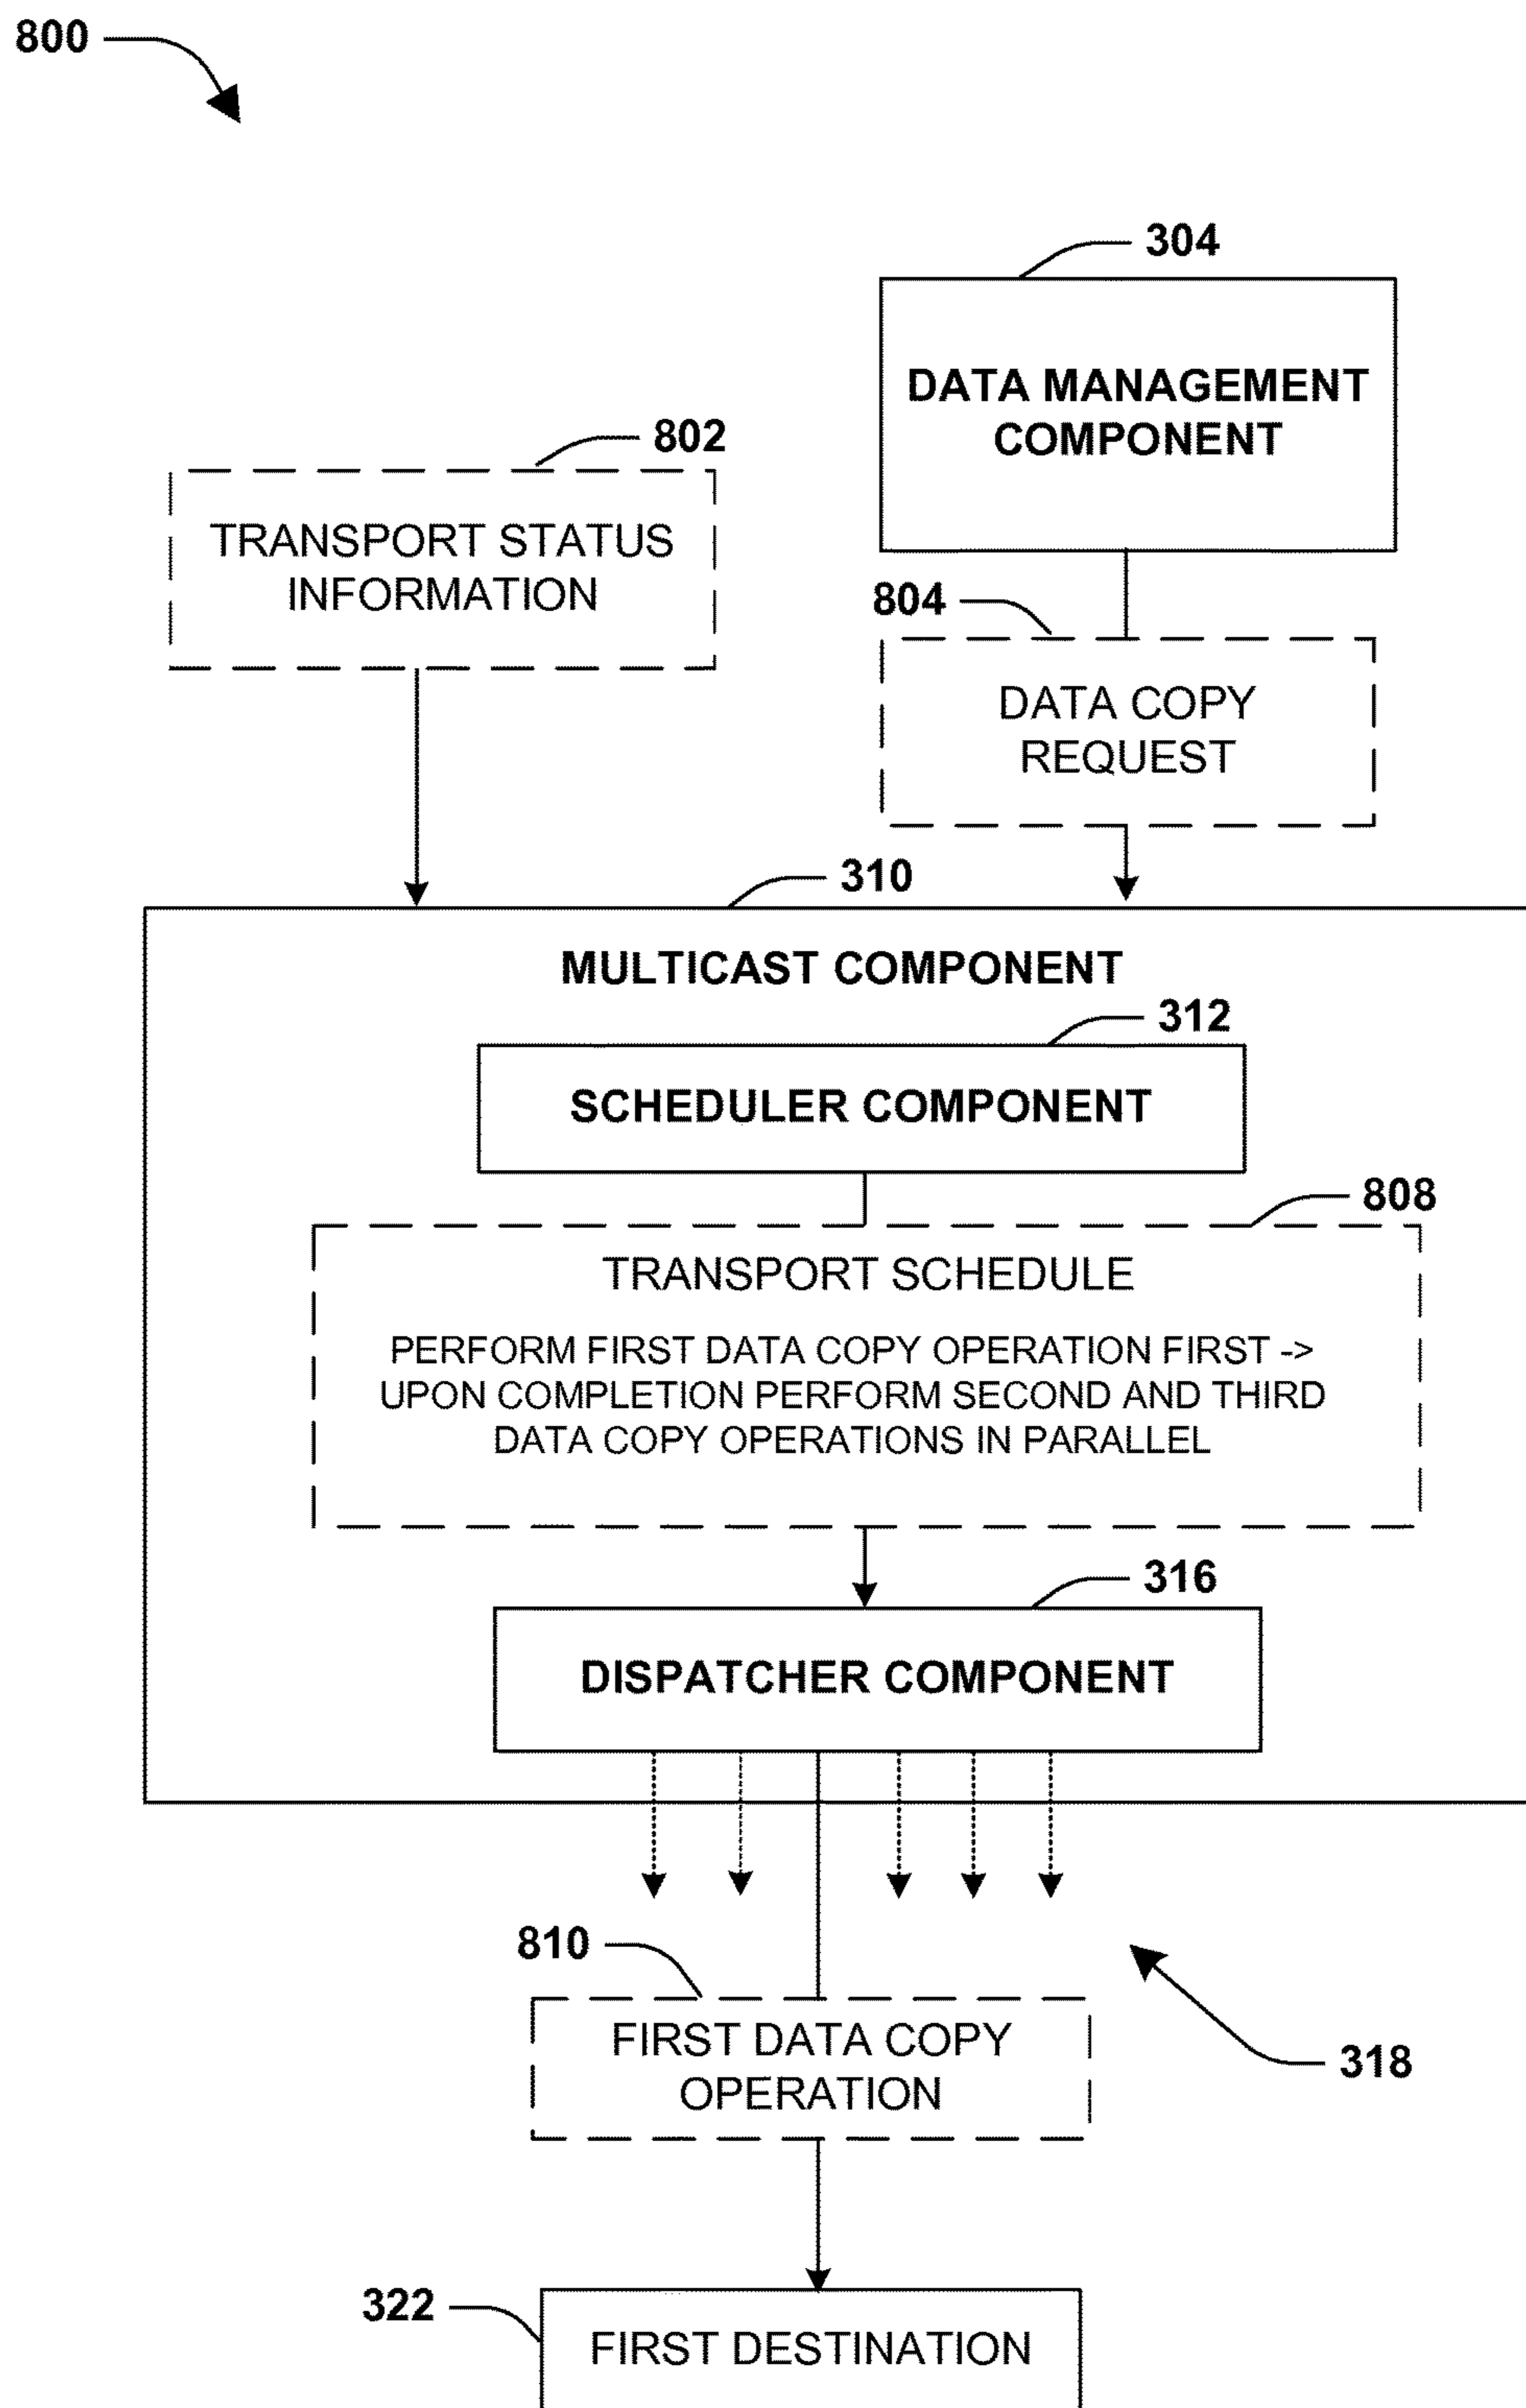 800
304
DATA MANAGEMENT
COMPONENT
802
TRANSPORT STATUS
INFORMATION
804
DATA COPY
REQUEST
310
MULTICAST COMPONENT
312
SCHEDULER COMPONENT
808
TRANSPORT SCHEDULE
PERFORM FIRST DATA COPY OPERATION FIRST ->
UPON COMPLETION PERFORM SECOND AND THIRD
DATA COPY OPERATIONS IN PARALLEL
316
DISPATCHER COMPONENT
810
FIRST DATA COPY
OPERATION
318
322
FIRST DESTINATION